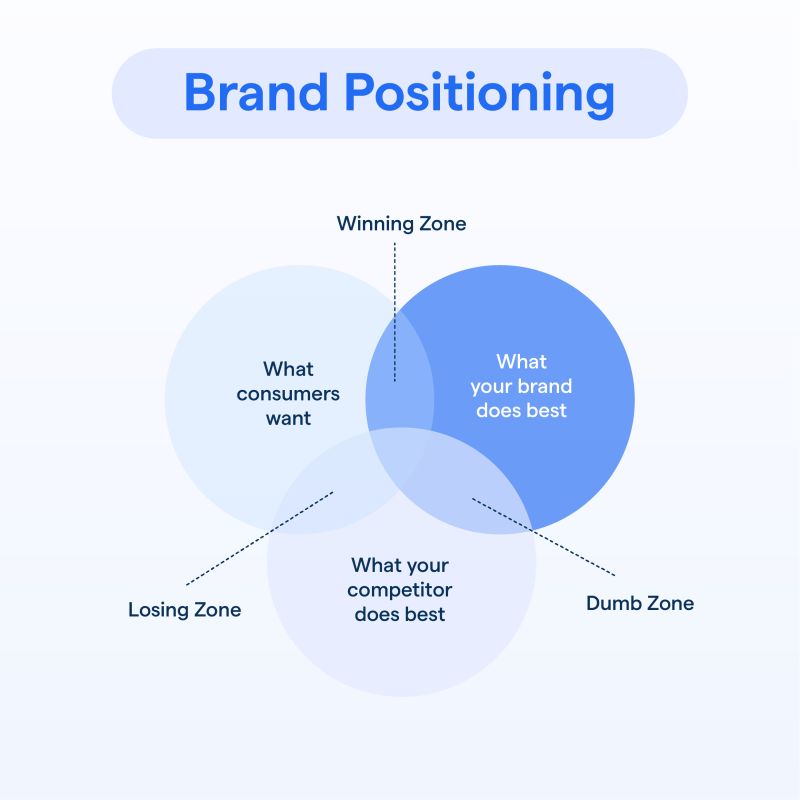 Brand Positioning
Winning Zone
What
consumers
want
What
your brand
does best
What your
competitor
does best
Losing Zone
Dumb Zone